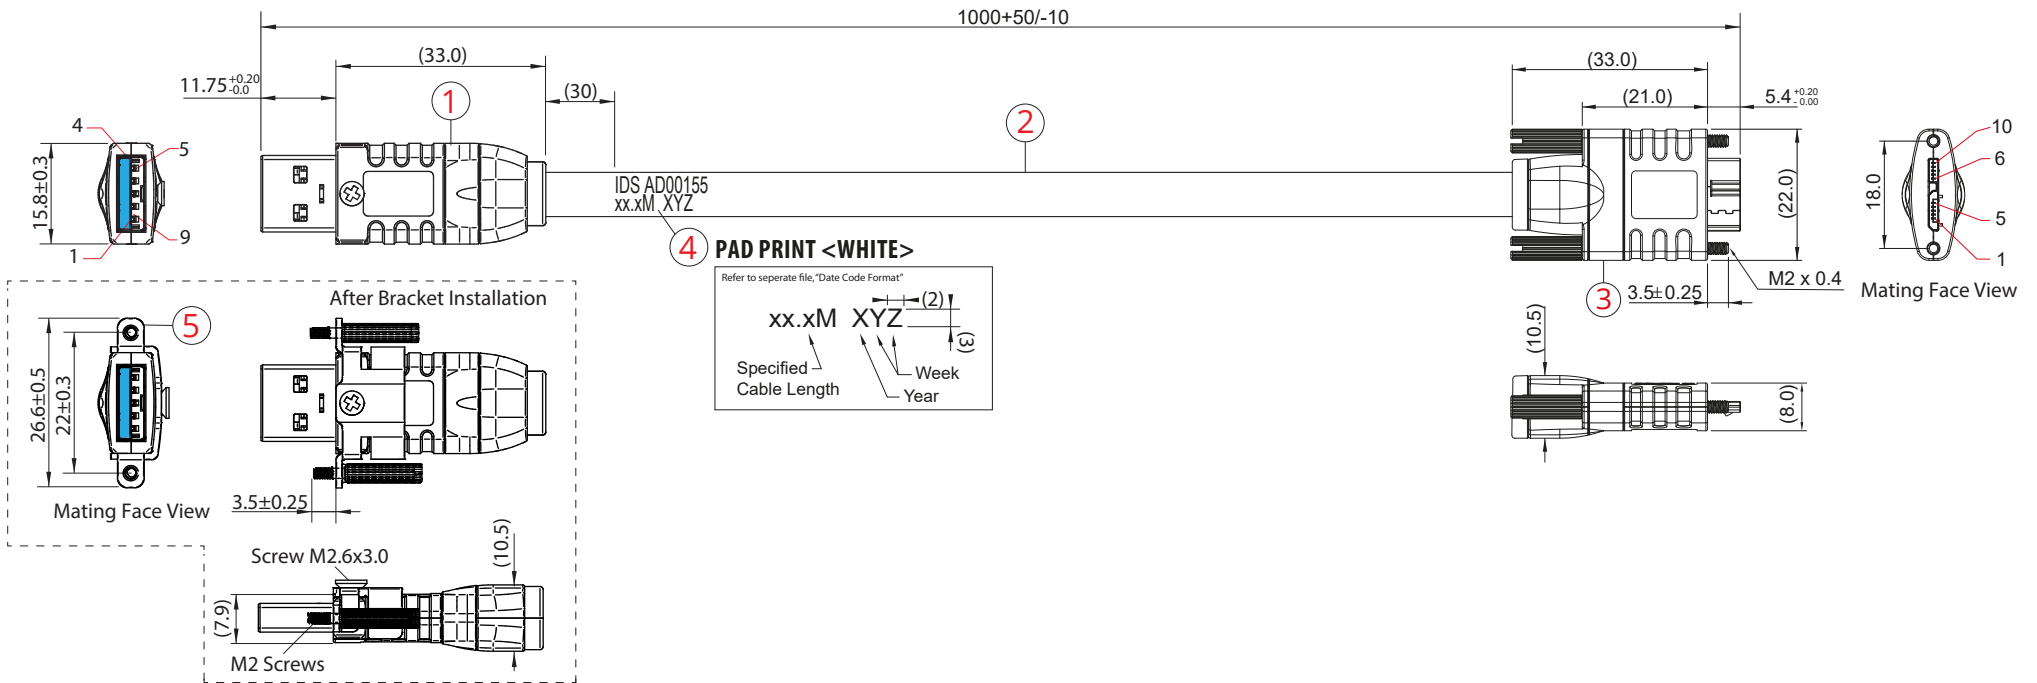 1000+50/-10
(33.0)
11.75 +0.20 -0.0
(30)
1
2
(33.0)
(21.0)
5.4 +0.20 - 0.00
4
5
15.8±0.3
9
1
IDS AD00155
xx.xM XYZ
4
PAD PRINT <WHITE>
Refer to seperate file,"Date Code Format"
xx.xM XYZ
(2)
(3)
Specified
Cable Length
Week
Year
(22.0)
18.0
10
6
5
1
M2 x 0.4
3
3.5±0.25
Mating Face View
(10.5)
(8.0)
After Bracket Installation
5
26.6±0.5
22±0.3
Mating Face View
3.5±0.25
Screw M2.6x3.0
(10.5)
(7.9)
M2 Screws